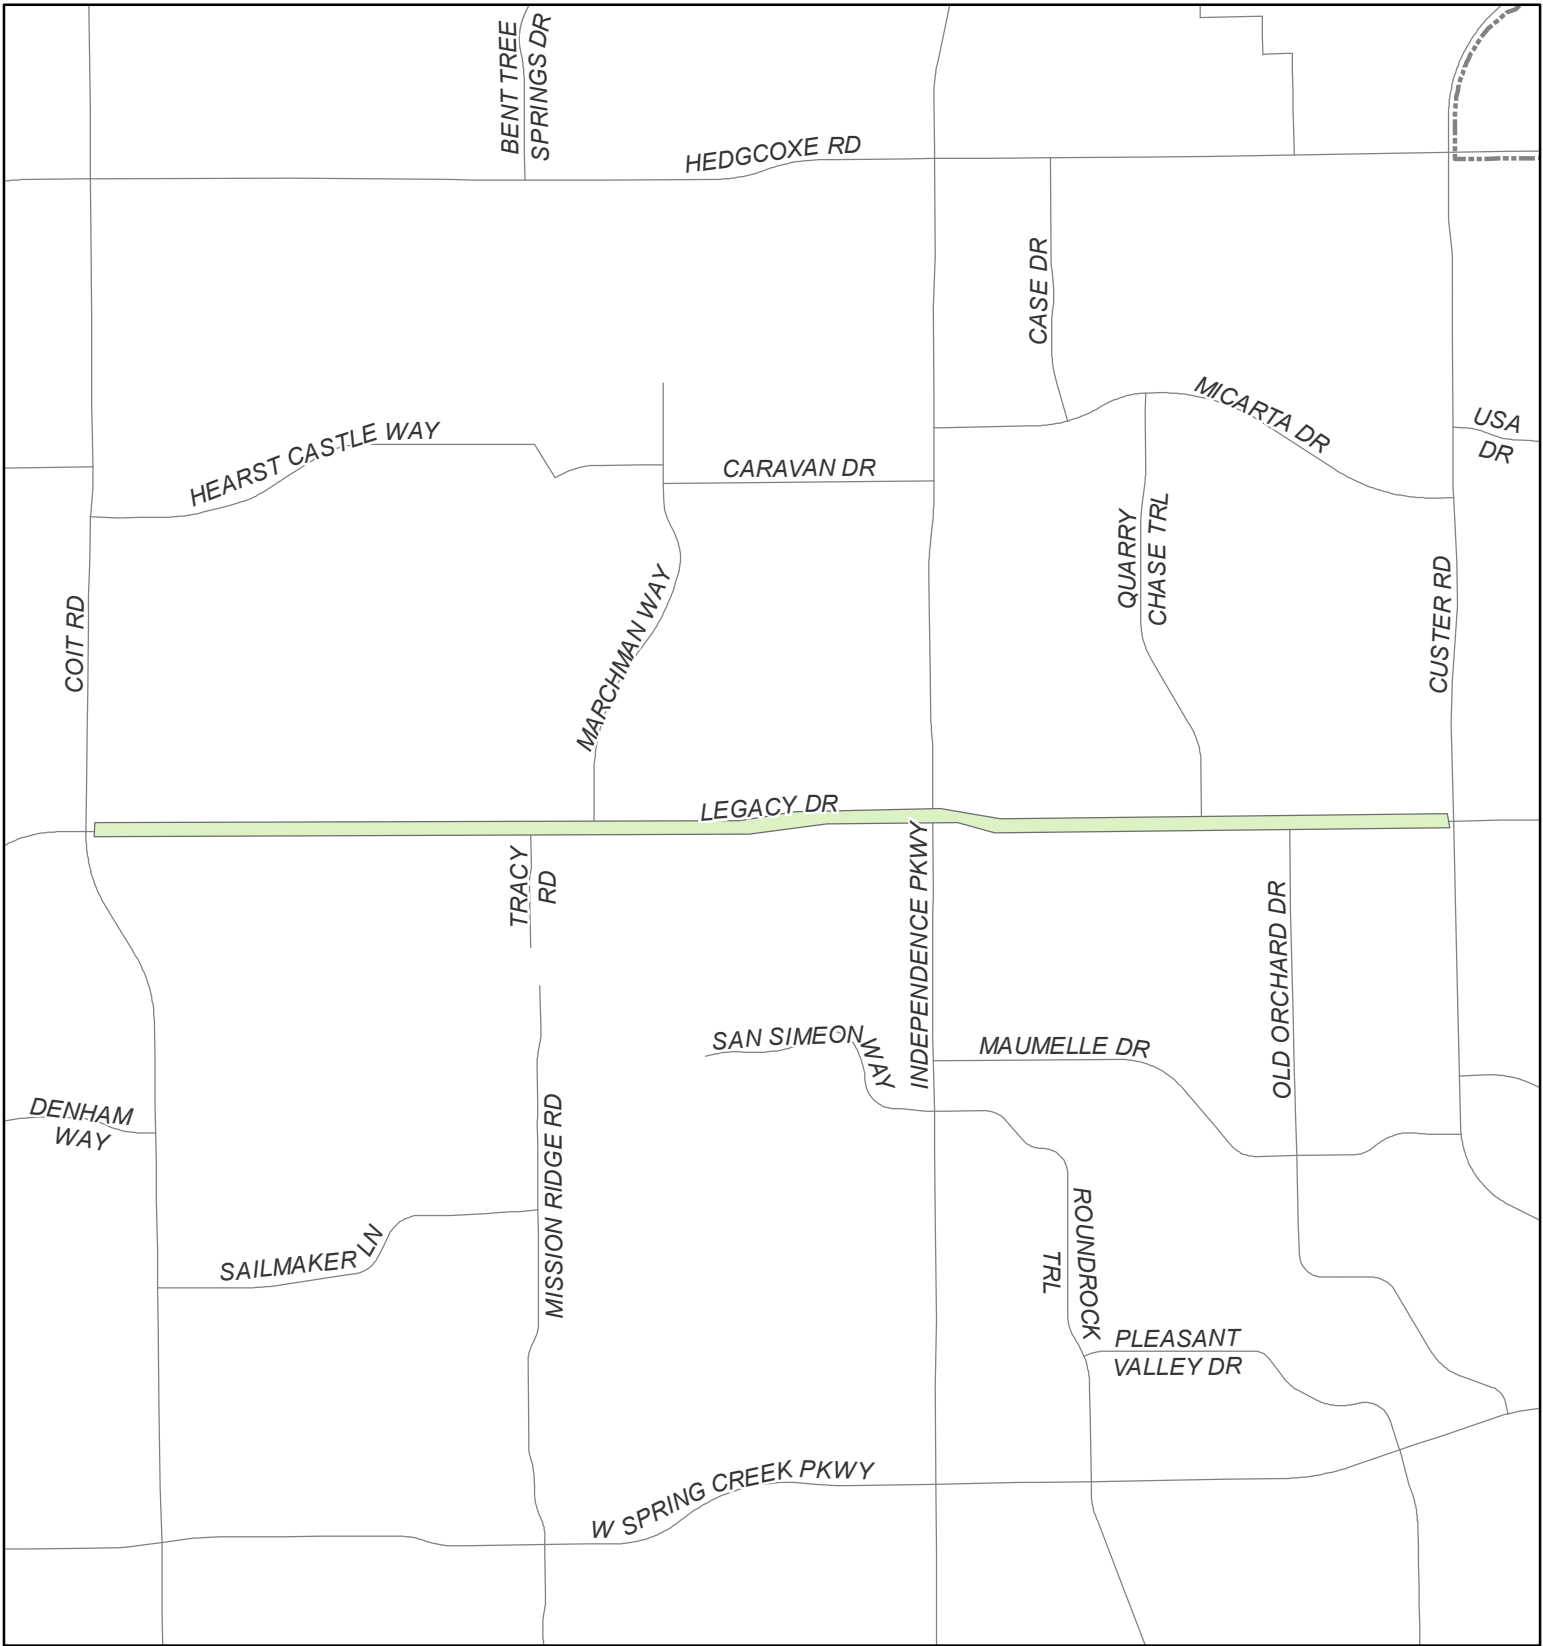 BENT TREE
SPRINGS DR
HEDGCOXE RD
CASE DR
MICARTA DR
USA
DR
HEARST CASTLE WAY
CARAVAN DR
QUARRY
CHASE TRL
COIT RD
MARCHMAN WAY
CUSTER RD
LEGACY DR
TRACY
RD
INDEPENDENCE PKWY
OLD ORCHARD DR
SAN SIMEON
WAY
MAUMELLE DR
DENHAM
WAY
MISSION RIDGE RD
SAILMAKER LN
ROUNDROCK
TRL
PLEASANT
VALLEY DR
W SPRING CREEK PKWY